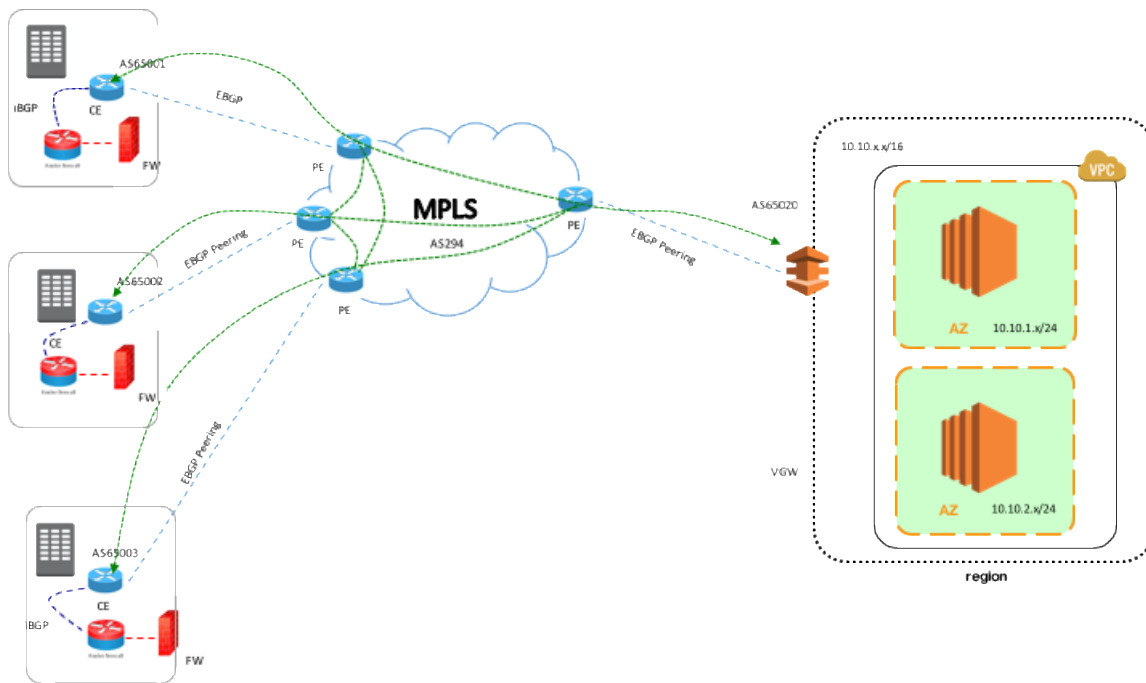 AS65001
iBGP
CE
EBGP
FW
PE
10.10.x.x/16
VPC
MPLS
AS65020
PE
PE
AS294
EBGP Peering
EBGP Peering
AS65002
PE
CE
FW
AZ
10.10.1.x/24
EBGP Peering
VGW
AZ
10.10.2.x/24
AS65003
CE
iBGP
FW
region